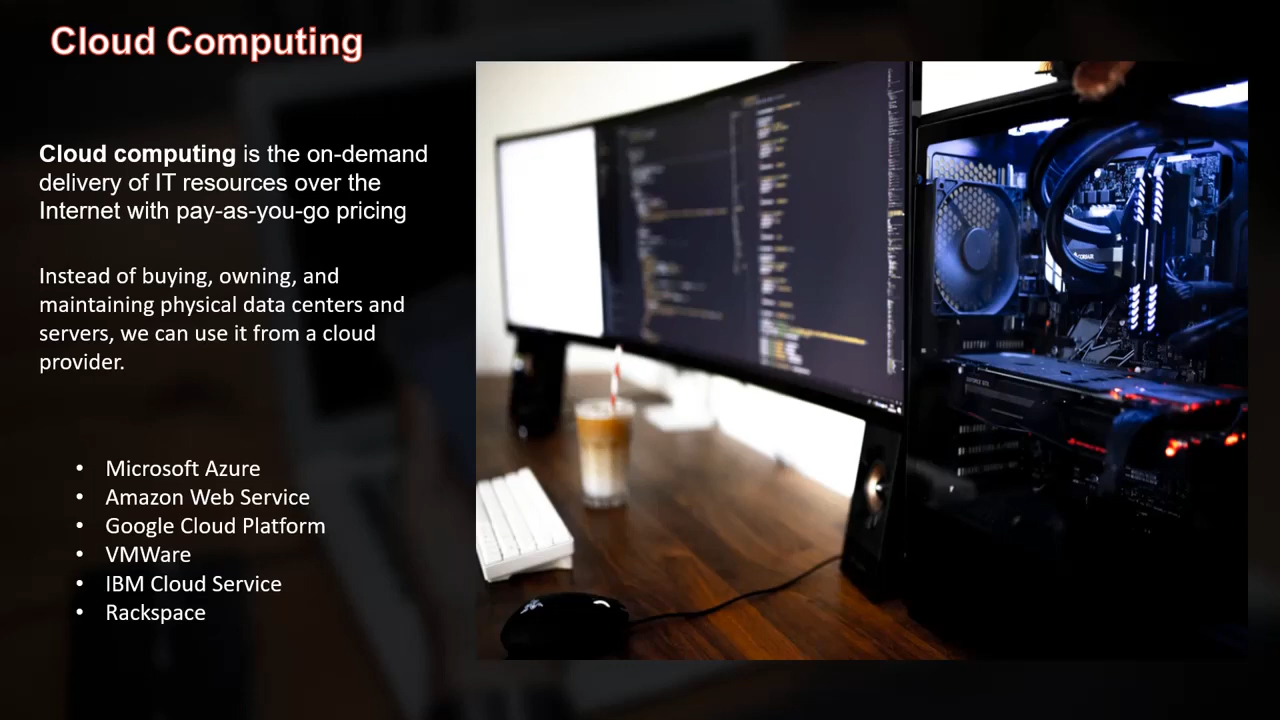 Cloud Computing
Cloud computing is the on-demand
delivery of IT resources over the
Internet with pay-as-you-go pricing
Instead of buying, owning, and
maintaining physical data centers and
servers, we can use it from a cloud
provider.
• Microsoft Azure
• Amazon Web Service
• Google Cloud Platform
• VMWare
• IBM Cloud Service
• Rackspace